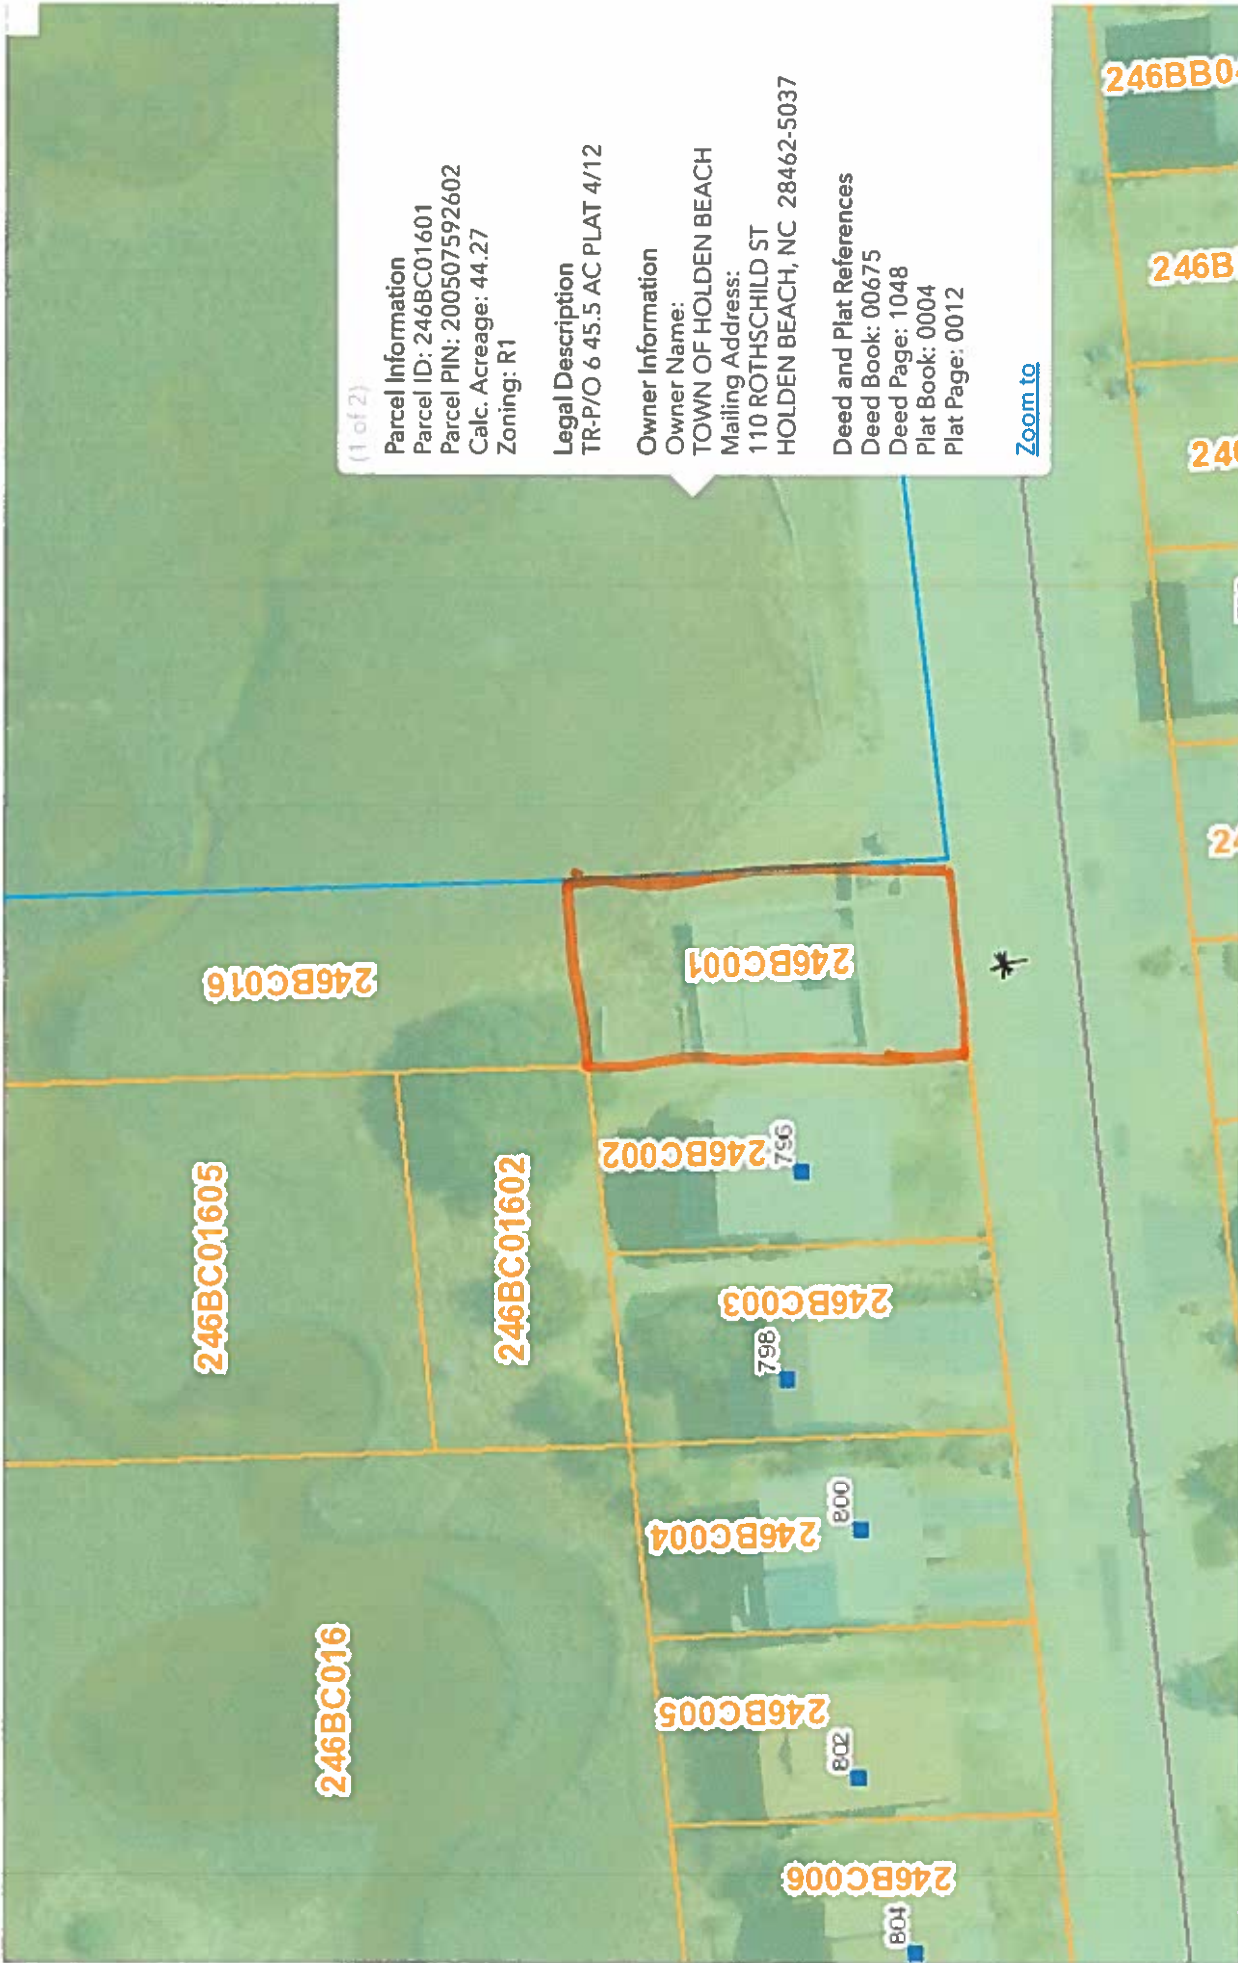 (1 of 2)
Parcel Information
Parcel ID: 246BC01601
Parcel PIN: 200507592602
Calc. Acreage: 44.27
Zoning: R1
Legal Description
TR-P/O 6 45.5 AC PLAT 4/12
Owner Information
Owner Name:
TOWN OF HOLDEN BEACH
Mailing Address:
110 ROTHSCHILD ST
HOLDEN BEACH, NC 28462-5037
Deed and Plat References
Deed Book: 00675
Deed Page: 1048
Plat Book: 0004
Plat Page: 0012
Zoom to
246BC01605
246BC016
246BC016
246BC01602
246BC001
246BC002
796
246BC003
798
246BC004
800
246BC005
802
246BC006
804
*
246BB0
246B
24